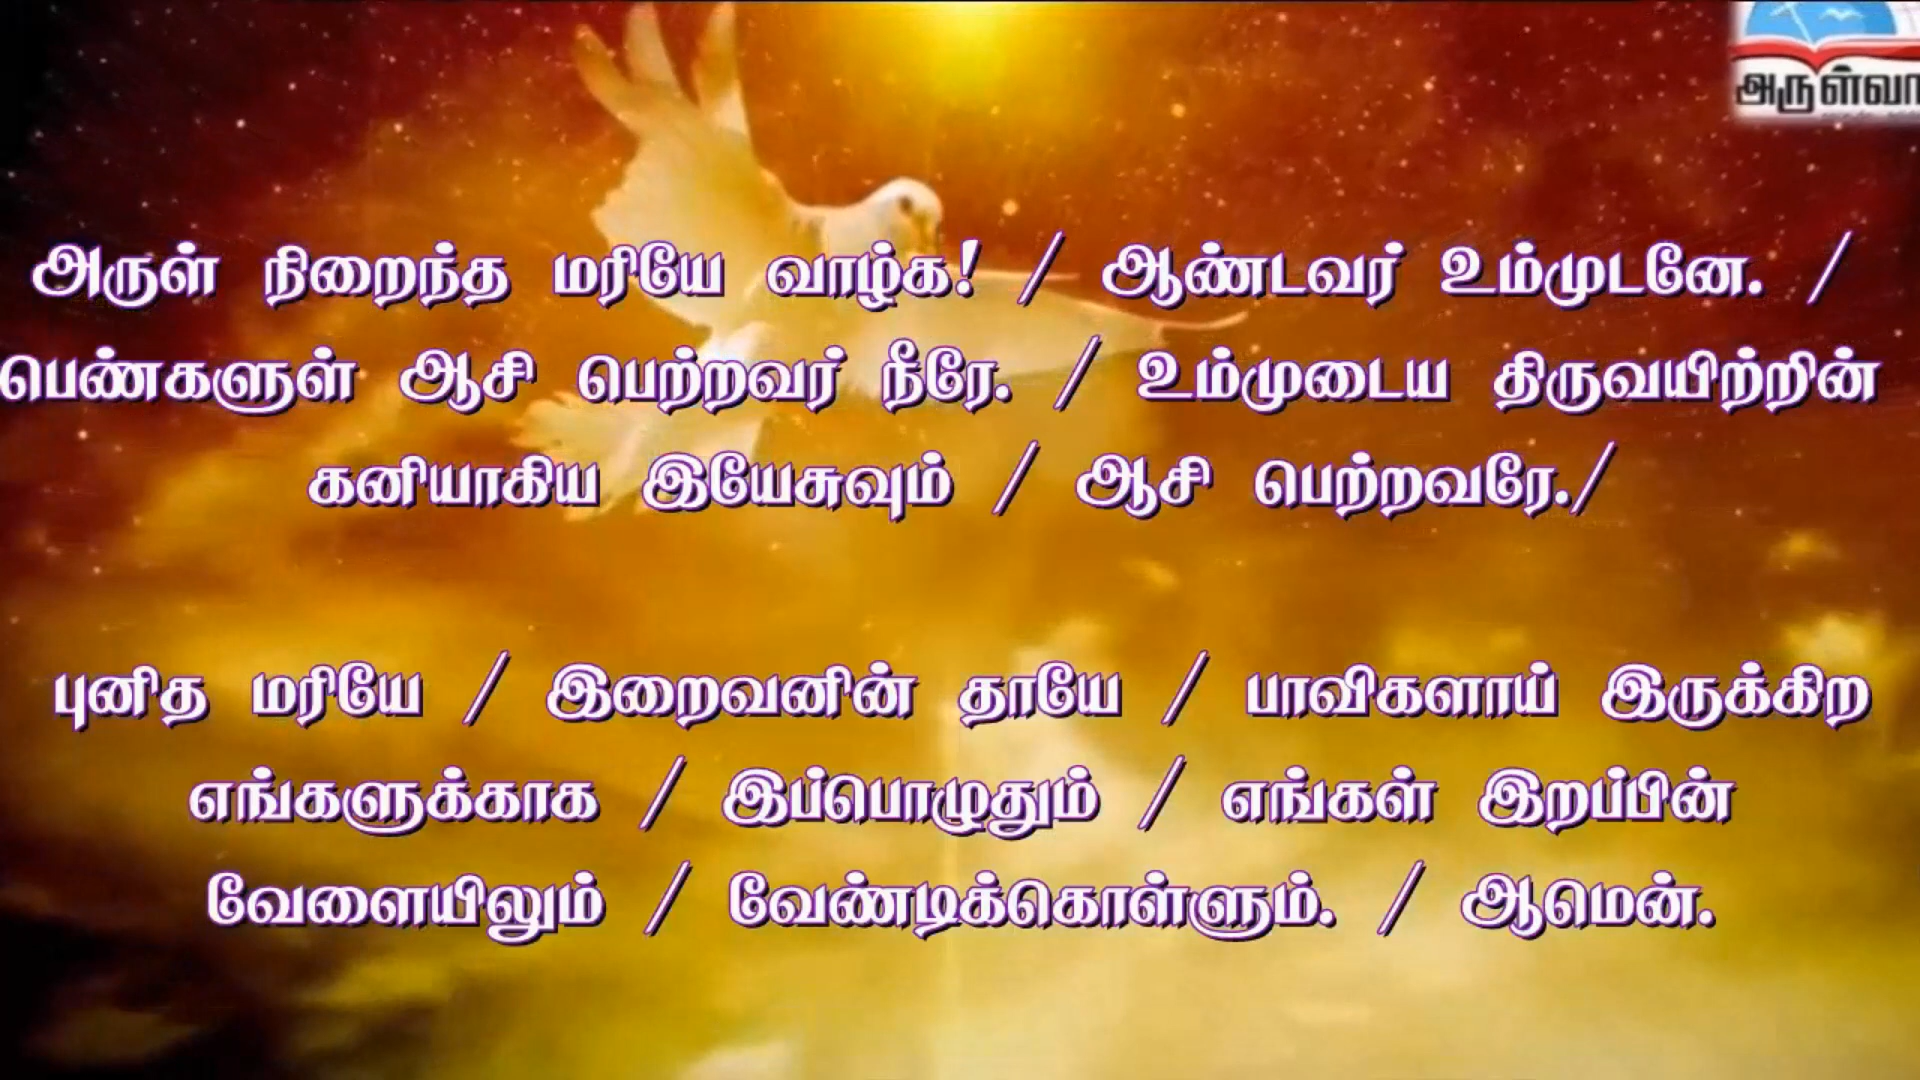 அருள்வா
அருள் நிறைந்த மரியே வாழ்க! / ஆண்டவர் உம்முடனே. /
பெண்களுள் ஆசி பெற்றவர் நீரே. / உம்முடைய திருவயிற்றின்
கனியாகிய இயேசுவும் / ஆசி பெற்றவரே./
புனித மரியே / இறைவனின் தாயே / பாவிகளாய் இருக்கிற
எங்களுக்காக / இப்பொழுதும் / எங்கள் இறப்பின்
வேளையிலும் / வேண்டிக்கொள்ளும். / ஆமென்.